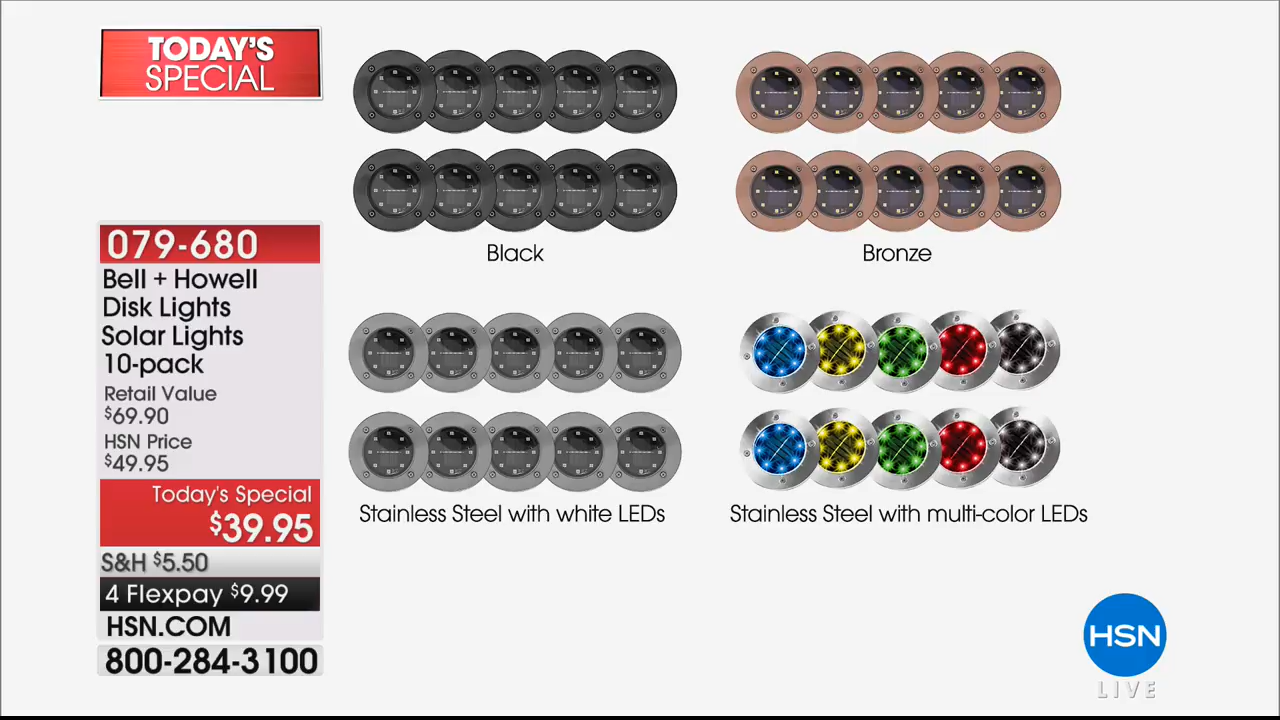 TODAY'S
SPECIAL
079-680
Bell + Howell
Disk Lights
Solar Lights
10-pack
Retail Value
$69.90
HSN Price
$49.95
Today's Special
$39.95
S&H $5.50
4 Flexpay $9.99
HSN.COM
800-284-3100
Black
Bronze
Stainless Steel with white LEDs
Stainless Steel with multi-color LEDs
HSN
LIVE